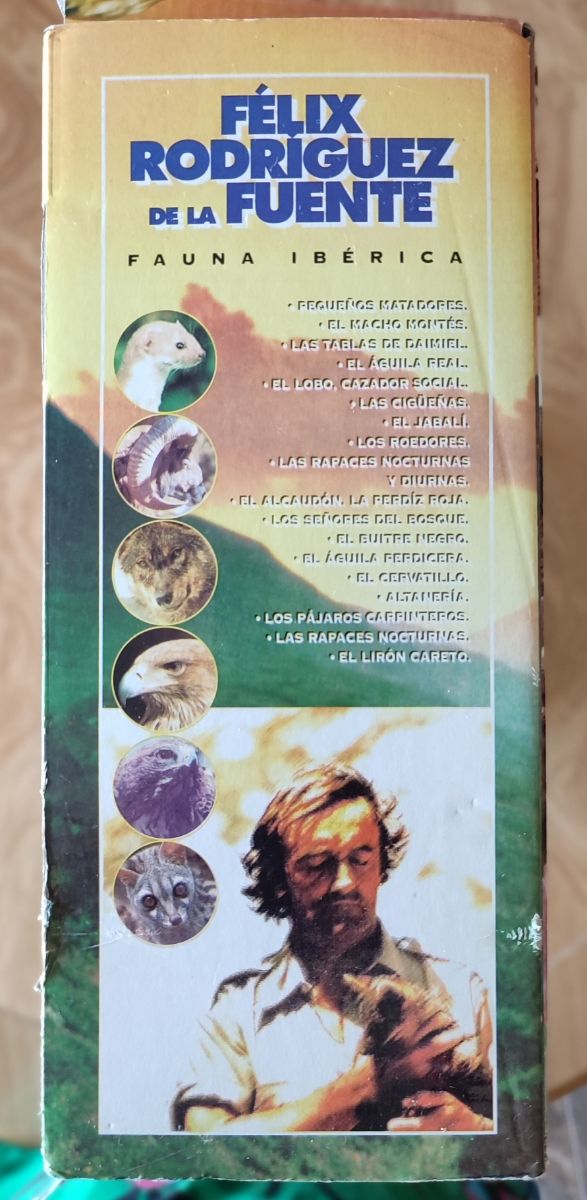 FÉLIX
RODRÍGUEZ
DE LA FUENTE
FAUNA IBÉRICA
• PEQUEÑOS MATADORES.
• EL MACHO MONTÉS.
• LAS TABLAS DE DAIMIEL.
• EL ÁGUILA REAL.
• EL LOBO, CAZADOR SOCIAL.
• LAS CIGÜEÑAS.
• EL JABALÍ.
• LOS ROEDORES.
• LAS RAPACES NOCTURNAS
Y DIURNAS.
• EL ALCAUDÓN. LA PERDÍZ ROJA.
• LOS SEÑORES DEL BOSQUE.
• EL BUITRE NEGRO.
• EL ÁGUILA PERDICERA.
• EL CERVATILLO.
• ALTANERÍA.
• LOS PÁJAROS CARPINTEROS.
• LAS RAPACES NOCTURNAS.
• EL LIRÓN CARETO.